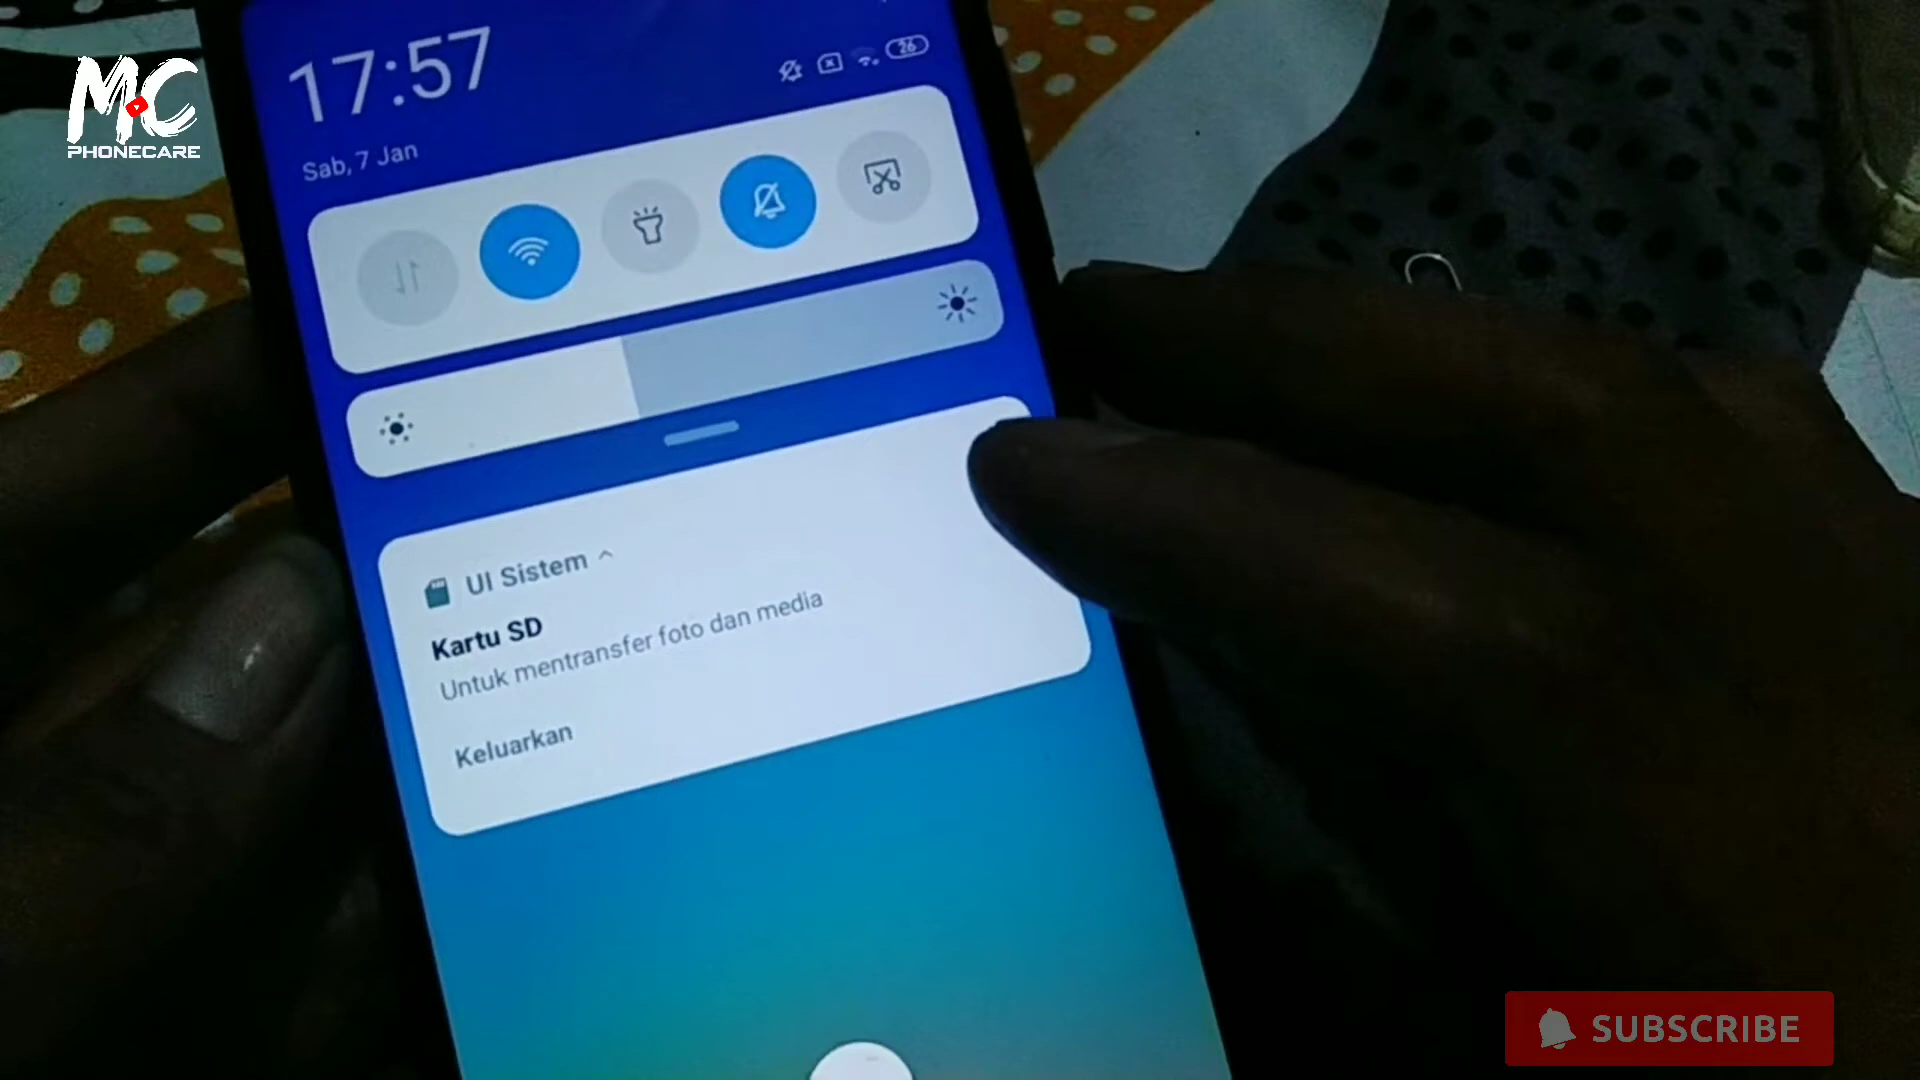 MC
PHONECARE
17:57
26
Sab, 7 Jan
UI Sistem
Kartu SD
Untuk mentransfer foto dan media
Keluarkan
SUBSCRIBE